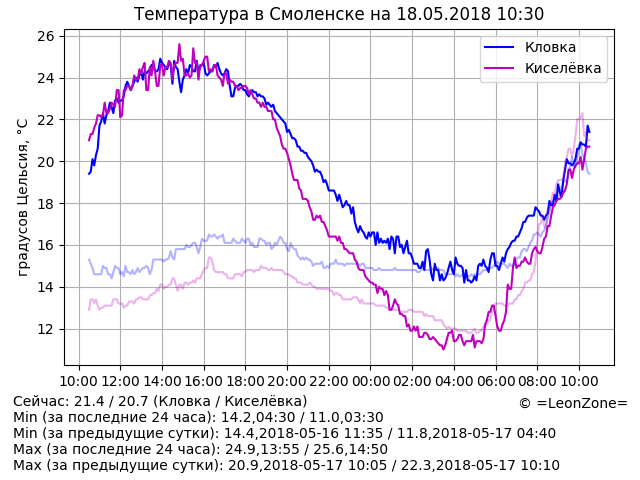 Температура в Смоленске на 18.05.2018 10:30
градусов Цельсия, °C
26
24
22
20
18
16
14
12
Кловка
Киселёвка
10:00 12:00 14:00 16:00 18:00 20:00 22:00 00:00 02:00 04:00 06:00 08:00 10:00
Сейчас: 21.4 / 20.7 (Кловка / Киселёвка)
© =LeonZone=
Min (за последние 24 часа): 14.2,04:30 / 11.0,03:30
Min (за предыдущие сутки): 14.4,2018-05-16 11:35 / 11.8,2018-05-17 04:40
Max (за последние 24 часа): 24.9,13:55 / 25.6,14:50
Max (за предыдущие сутки): 20.9,2018-05-17 10:05 / 22.3,2018-05-17 10:10